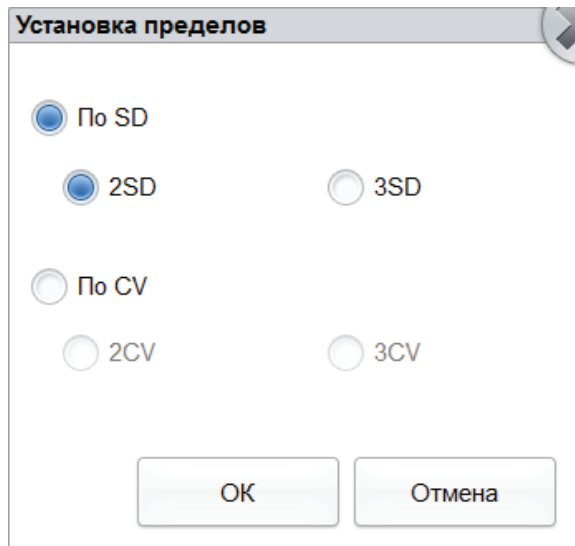 Установка пределов
По SD
2SD 3SD
По CV
2CV 3CV
ОК Отмена